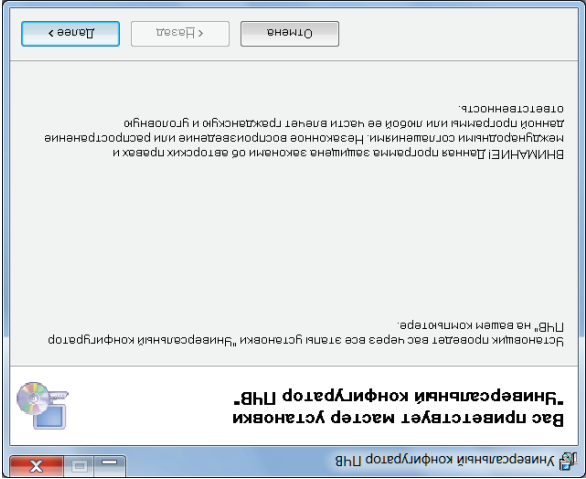 Универсальный конфигуратор ПЧВ
Вас приветствует мастер установки
"Универсальный конфигуратор ПЧВ"
Установщик проведет вас через все этапы установки "Универсальный конфигуратор
ПЧВ" на вашем компьютере.
ВНИМАНИЕ! Данная программа защищена законами об авторских правах и
международными соглашениями. Незаконное воспроизведение или распространение
данной программы или любой ее части влечет гражданскую и уголовную
ответственность.
Отмена
< Назад
Далее >